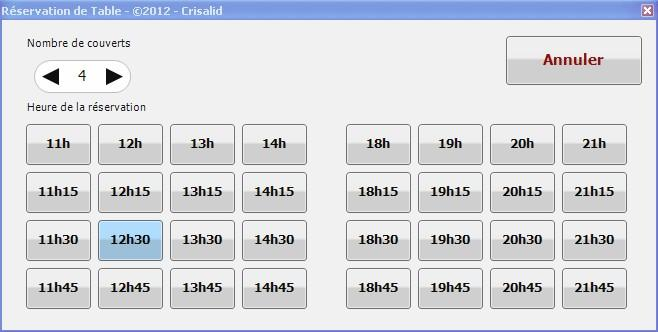 Réservation de Table - ©2012 - Crisalid
Nombre de couverts
4
Annuler
Heure de la réservation
11h 12h 13h 14h 18h 19h 20h 21h
11h15 12h15 13h15 14h15 18h15 19h15 20h15 21h15
11h30 12h30 13h30 14h30 18h30 19h30 20h30 21h30
11h45 12h45 13h45 14h45 18h45 19h45 20h45 21h45